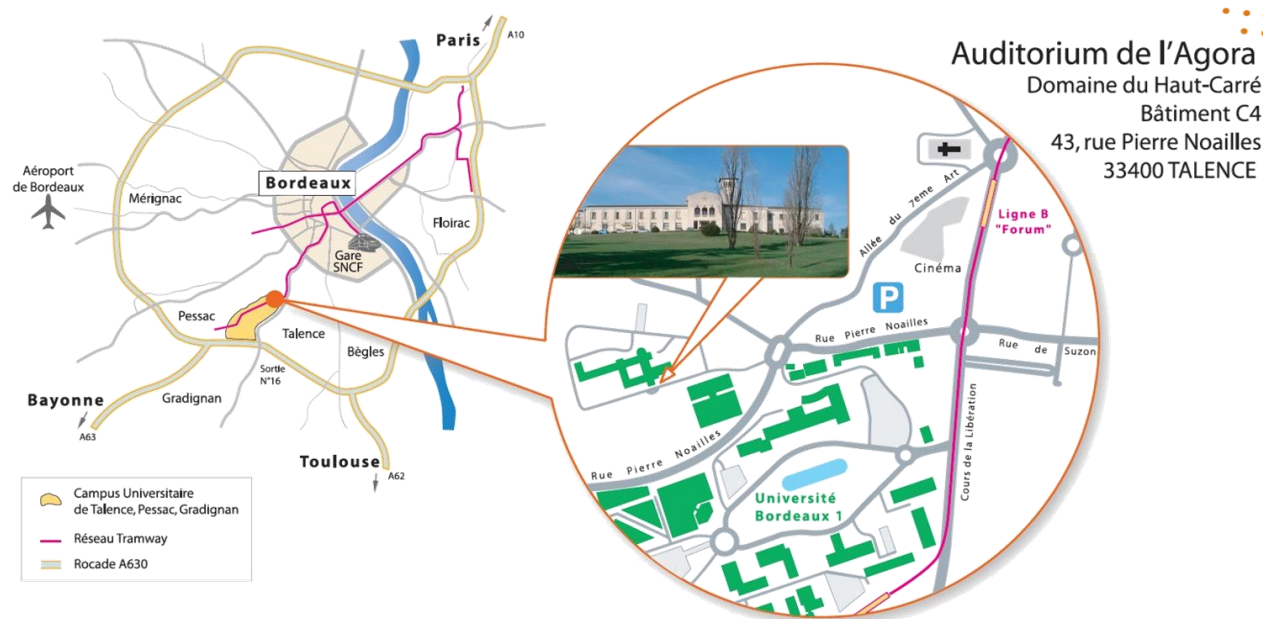 Auditorium de l'Agora
Domaine du Haut-Carré
Bâtiment C4
43, rue Pierre Noailles
33400 TALENCE
Paris
A10
Aéroport
de Bordeaux
Mérignac
Bordeaux
Floirac
Gare
SNCF
Pessac
Talence
Bègles
Sortie
N°16
Gradignan
Bayonne
A63
Toulouse
A62
Campus Universitaire
de Talence, Pessac, Gradignan
Réseau Tramway
Rocade A630
Allée du 7eme Art
Ligne B
"Forum"
Cinéma
P
Rue Pierre Noailles
Rue de Suzon
Rue Pierre Noailles
Cours de la Libération
Université
Bordeaux 1